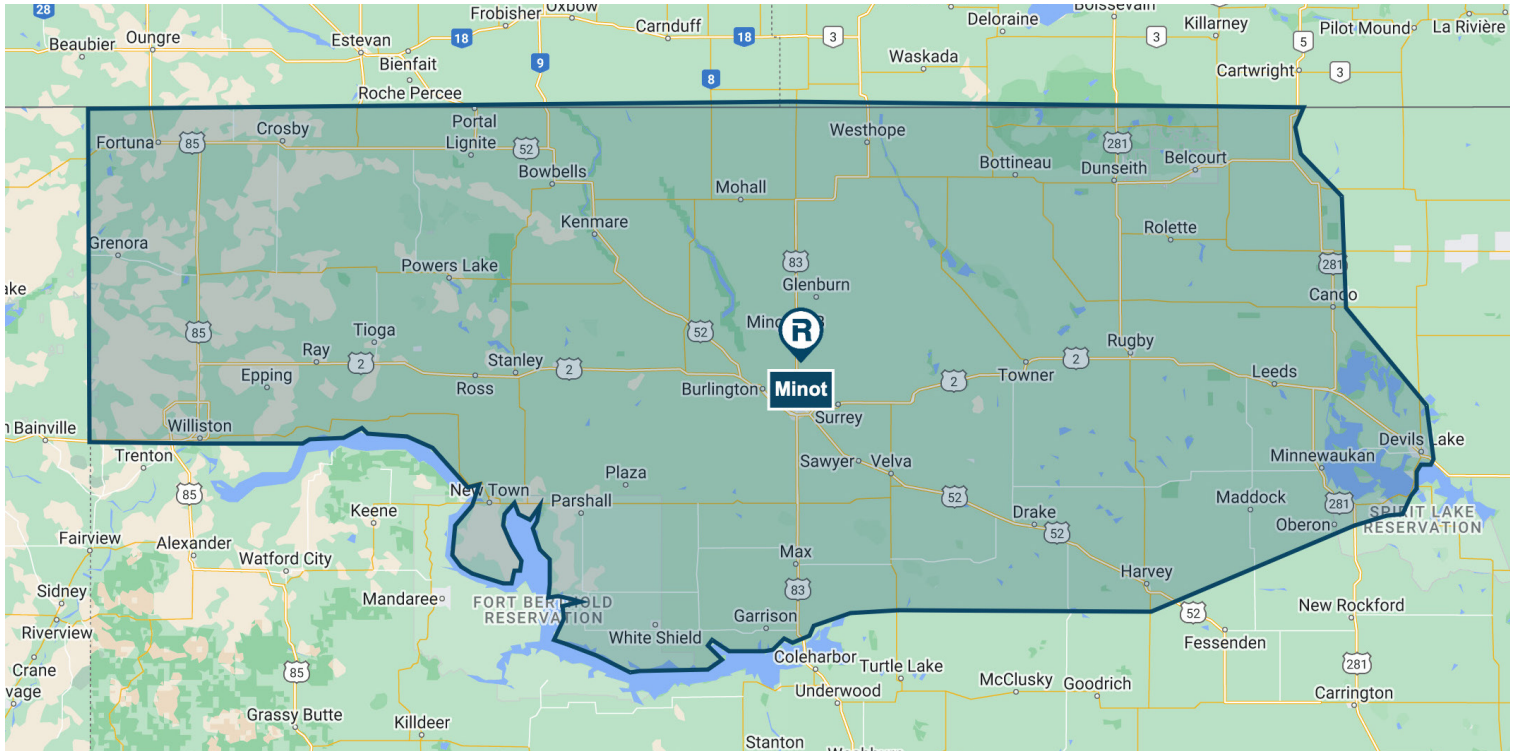 28
Frobisher
Oxbow
Carnduff
Deloraine
Boissevain
Killarney
Pilot Mound
La Rivière
Beaubier
Oungre
Estevan
18
18
3
3
5
Bienfait
9
8
Waskada
Cartwright
3
Roche Percee
Portal
Fortuna
85
Crosby
Lignite
52
Westhope
281
Bottineau
Dunseith
Belcourt
Bowbells
Mohall
Kenmare
Rolette
Grenora
Powers Lake
83
281
Glenburn
Cando
ake
85
Tioga
52
R
Rugby
Ray
2
Stanley
2
2
Towner
Leeds
Epping
Ross
Burlington
Minot
2
Surrey
Williston
Bainville
Devils Lake
Trenton
Plaza
Sawyer
Velva
Minnewaukan
85
New Town
Parshall
52
Maddock
281
Keene
Drake
Oberon
SPIRIT LAKE
RESERVATION
Fairview
Alexander
Watford City
52
Max
Harvey
Sidney
Mandaree
83
FORT BERTHOLD
RESERVATION
Garrison
New Rockford
Riverview
White Shield
52
Fessenden
Crane
85
Coleharbor
Turtle Lake
281
vage
Underwood
McClusky
Goodrich
Carrington
Grassy Butte
Killdeer
Stanton